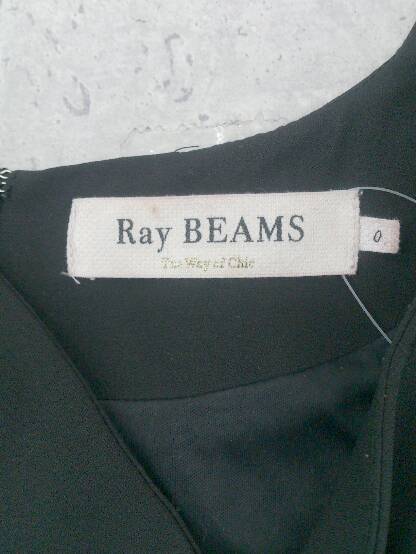 Ray BEAMS
The Way of Chic
0